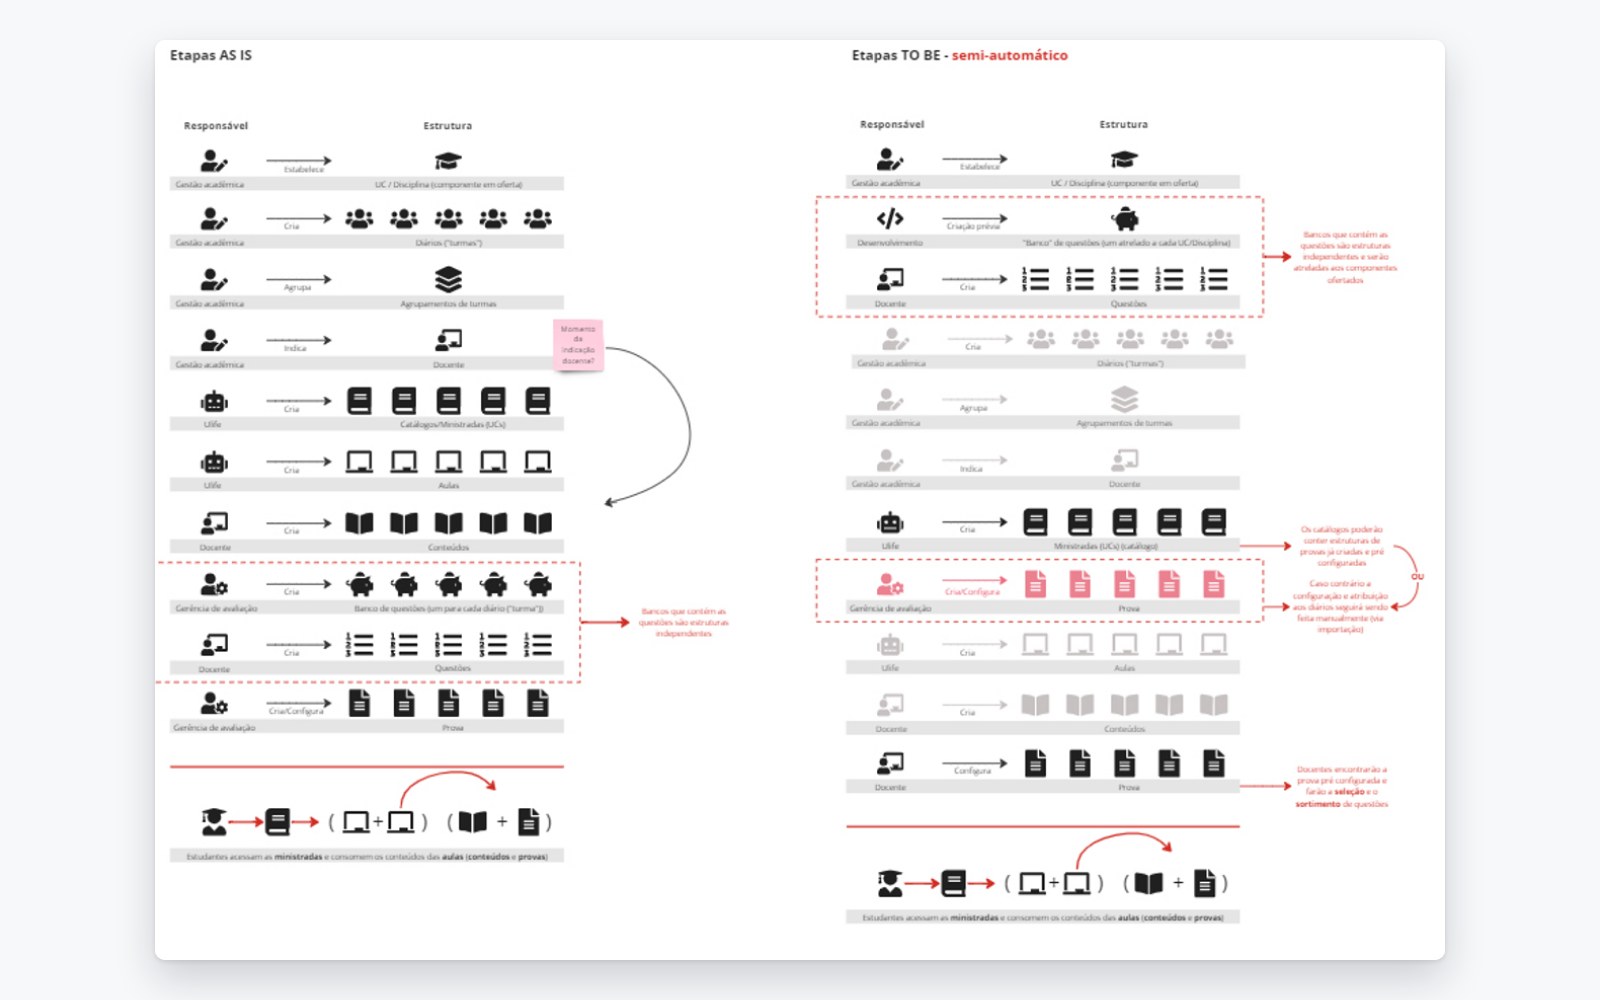 Etapas AS IS
Responsável
Estrutura
Estabelece
Gestão acadêmica
UC / Disciplina (componente em oferta)
Cria
Gestão acadêmica
Diários ("turmas")
Agrupa
Gestão acadêmica
Agrupamentos de turmas
Indica
Gestão acadêmica
Docente
Momento
da
indicação
docente?
Cria
Ulife
Catálogos/Ministradas (UCs)
Cria
Ulife
Aulas
Cria
Docente
Conteúdos
Cria
Gerência de avaliação
Banco de questões (um para cada diário ("turma"))
Cria
Docente
Questões
Bancos que contém as
questões são estruturas
independentes
Cria/Configura
Gerência de avaliação
Prova
( + ) ( + )
Estudantes acessam as ministradas e consomem os conteúdos das aulas (conteúdos e provas)
Etapas TO BE - semi-automático
Responsável
Estrutura
Estabelece
Gestão acadêmica
UC / Disciplina (componente em oferta)
Criação prévia
Desenvolvimento
"Banco" de questões (um atrelado a cada UC/Disciplina)
Cria
Docente
Questões
Bancos que contém as
questões são estruturas
independentes e serão
atreladas aos componentes
ofertados
Cria
Gestão acadêmica
Diários ("turmas")
Agrupa
Gestão acadêmica
Agrupamentos de turmas
Indica
Gestão acadêmica
Docente
Cria
Ulife
Ministradas (UCs) (catálogo)
Os catálogos poderão
conter estruturas de
provas já criadas e pré
configuradas
OU
Caso contrário a
configuração e atribuição
aos diários seguirá sendo
feita manualmente (via
importação)
Cria/Configura
Gerência de avaliação
Prova
Cria
Ulife
Aulas
Cria
Docente
Conteúdos
Configura
Docente
Prova
Docentes encontrarão a
prova pré configurada e
farão a seleção e o
sortimento de questões
( + ) ( + )
Estudantes acessam as ministradas e consomem os conteúdos das aulas (conteúdos e provas)